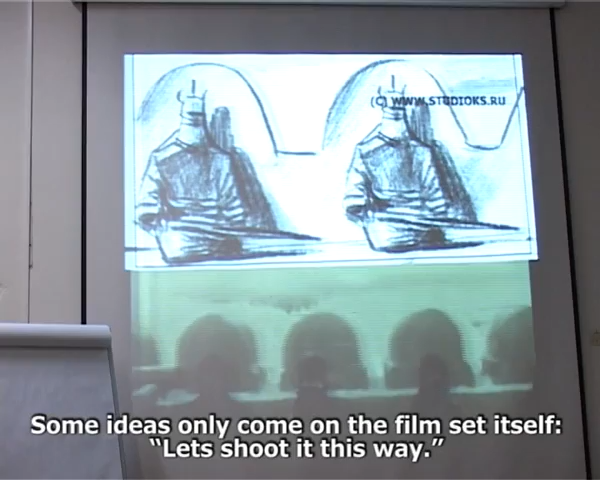 (C) WWW.STUDIOKS.RU
Some ideas only come on the film set itself:
“Lets shoot it this way.”